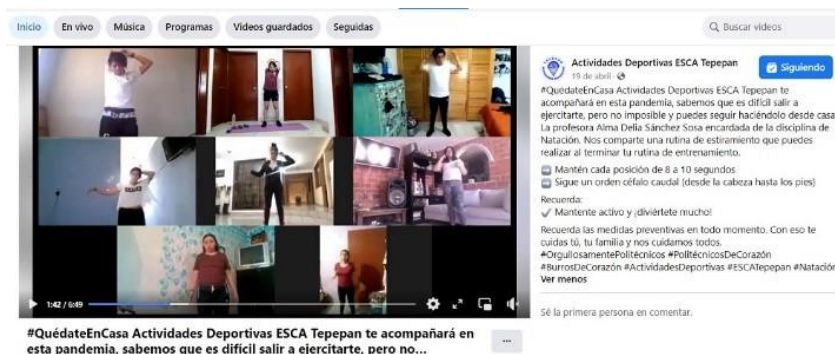 Inicio
En vivo
Música
Programas
Videos guardados
Seguidas
Buscar videos
1:42 / 6:49
#QuédateEnCasa Actividades Deportivas ESCA Tepepan te acompañará en
esta pandemia, sabemos que es difícil salir a ejercitarte, pero no...
Actividades Deportivas ESCA Tepepan
19 de abril ·
Siguiendo
#QuédateEnCasa Actividades Deportivas ESCA Tepepan te
acompañará en esta pandemia, sabemos que es difícil salir a
ejercitarte, pero no imposible y puedes seguir haciéndolo desde casa
La profesora Alma Delia Sánchez Sosa encardada de la disciplina de
Natación. Nos comparte una rutina de estiramiento que puedes
realizar al terminar tu rutina de entrenamiento.
Mantén cada posición de 8 a 10 segundos
Sigue un orden céfalo caudal (desde la cabeza hasta los pies)
Recuerda:
Mantente activo y ¡diviértete mucho!
Recuerda las medidas preventivas en todo momento. Con eso te
cuidas tú, tu familia y nos cuidamos todos.
#OrgullosamentePolitécnicos #PolitécnicosDeCorazón
#BurrosDeCorazón #ActividadesDeportivas #ESCATepepan #Natación
Ver menos
Sé la primera persona en comentar.